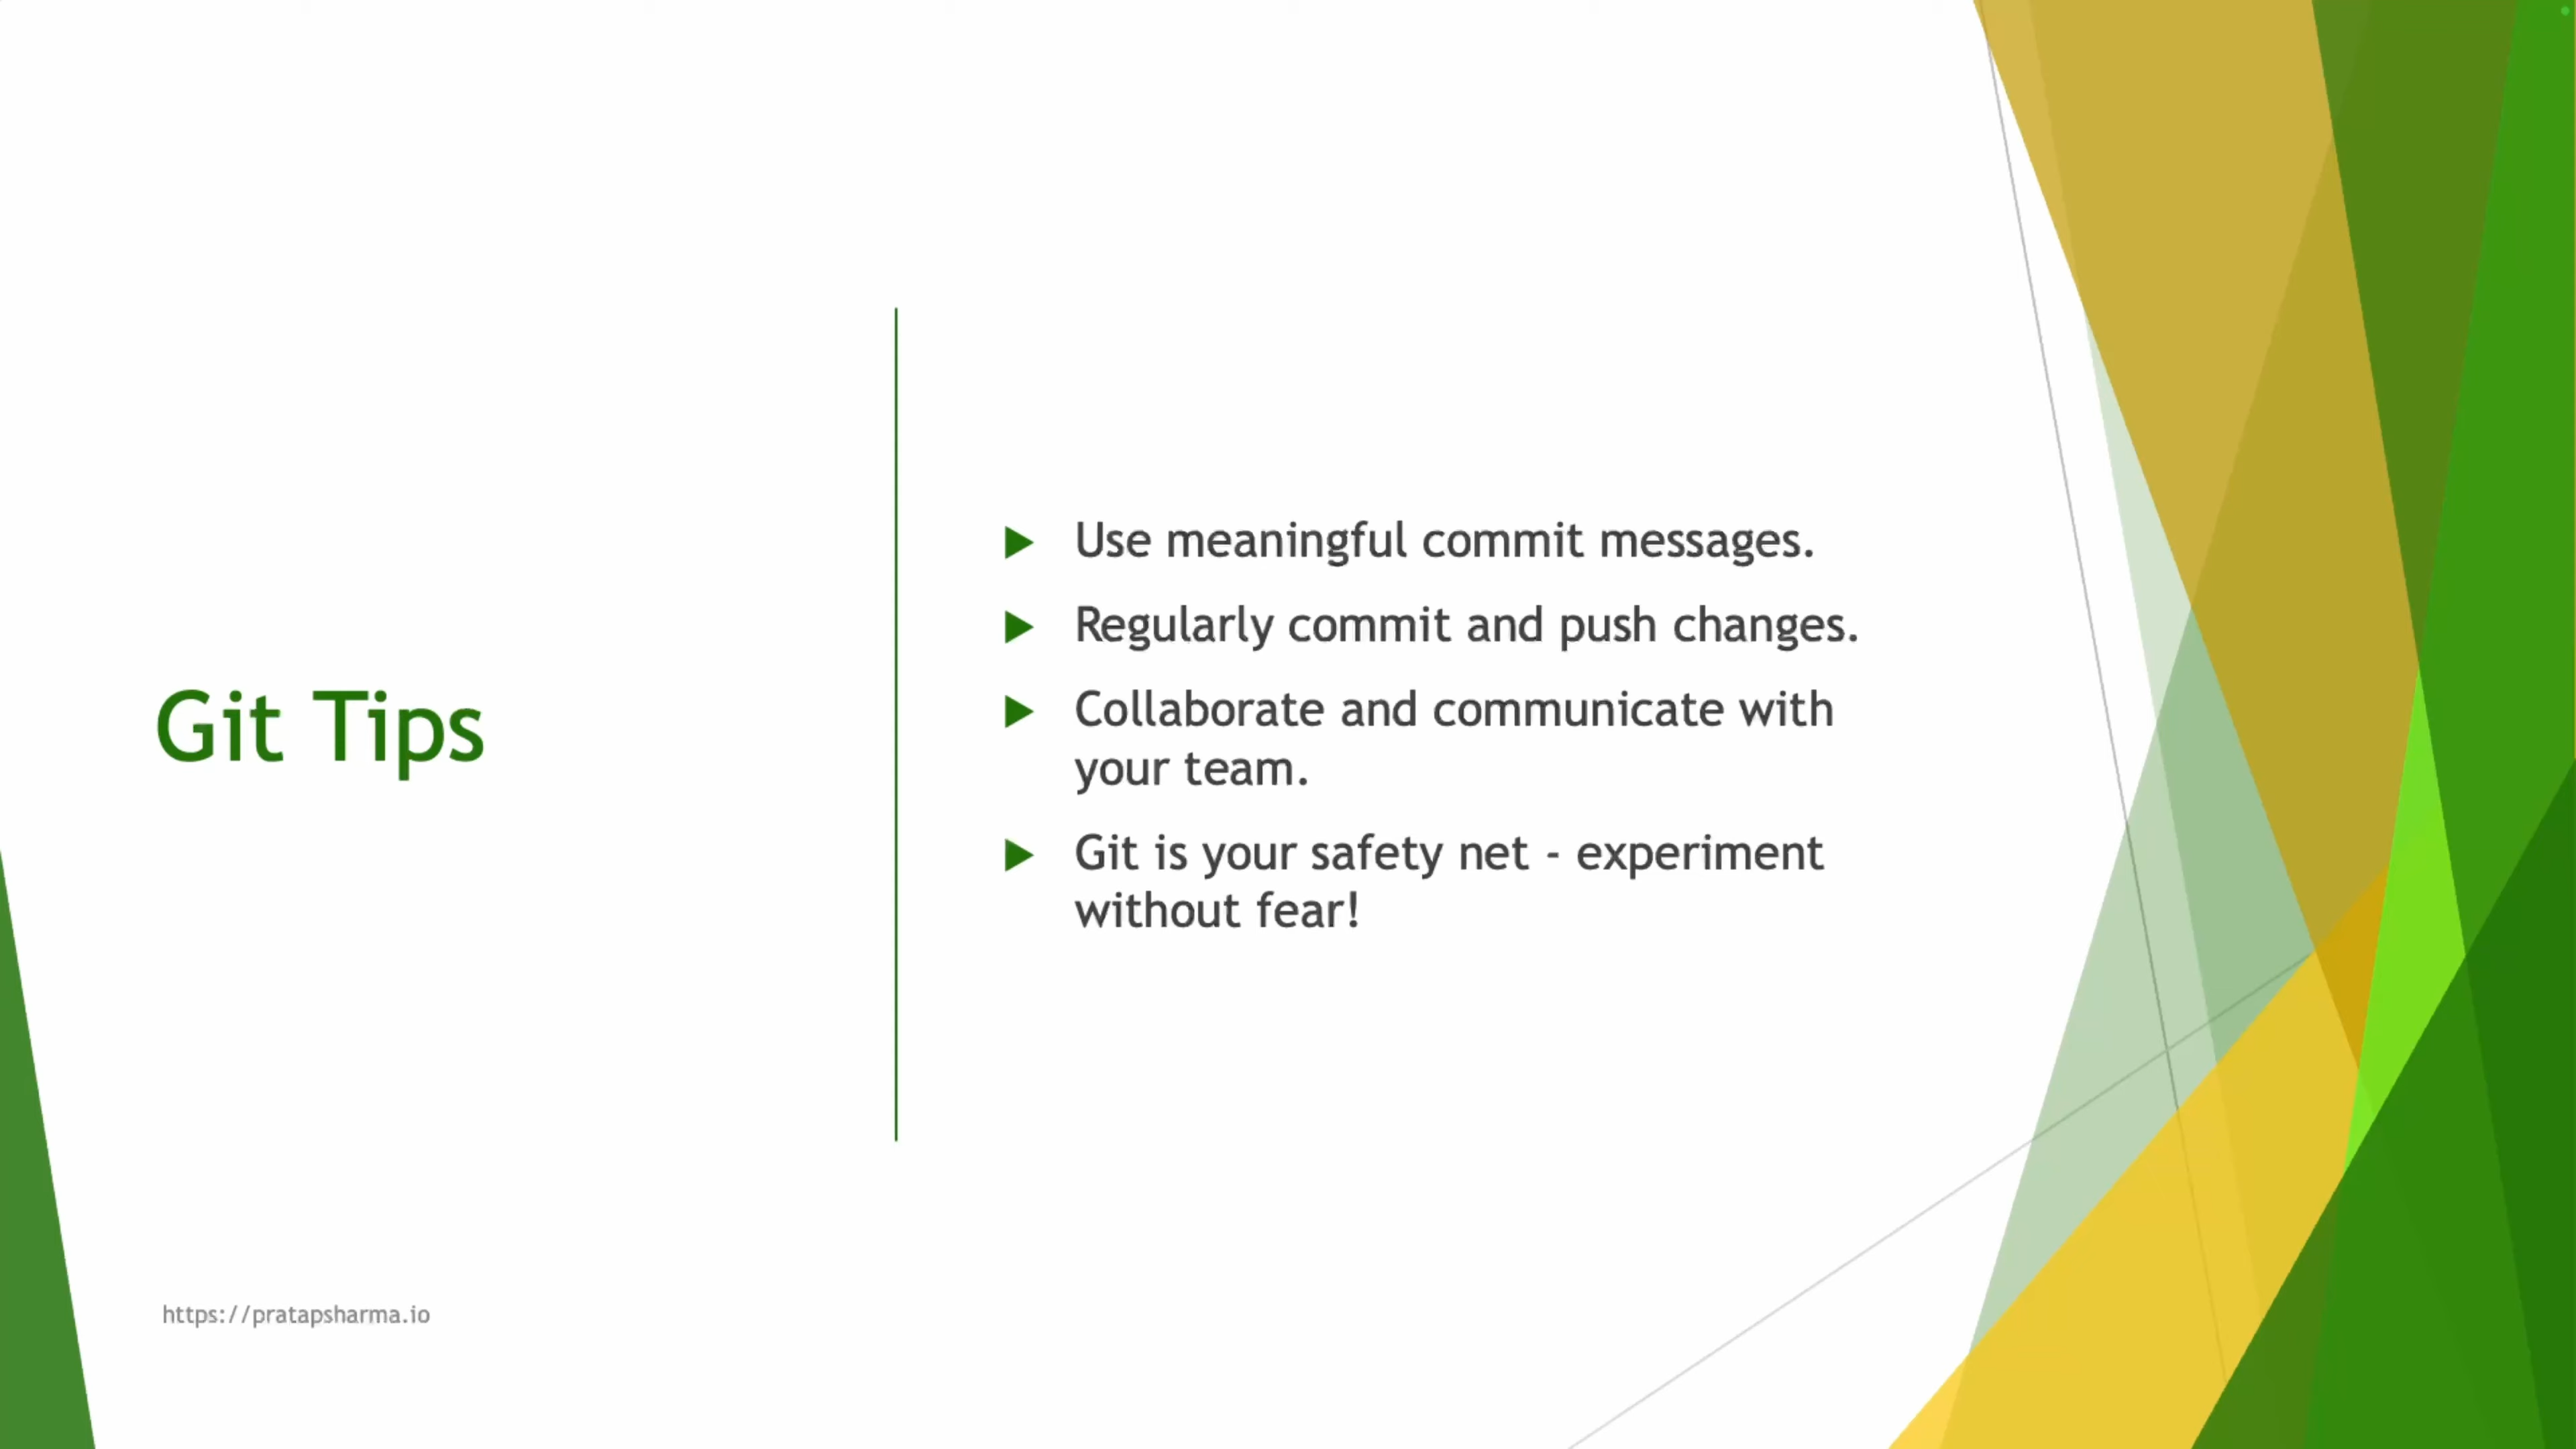 Git Tips
Use meaningful commit messages.
Regularly commit and push changes.
Collaborate and communicate with
your team.
Git is your safety net - experiment
without fear!
https://pratapsharma.io